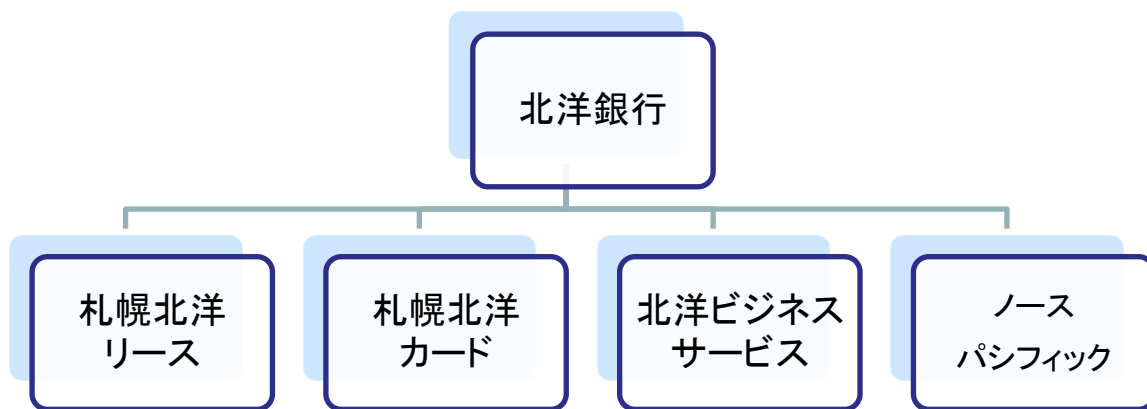 北洋銀行
札幌北洋
リース
札幌北洋
カード
北洋ビジネス
サービス
ノース
パシフィック